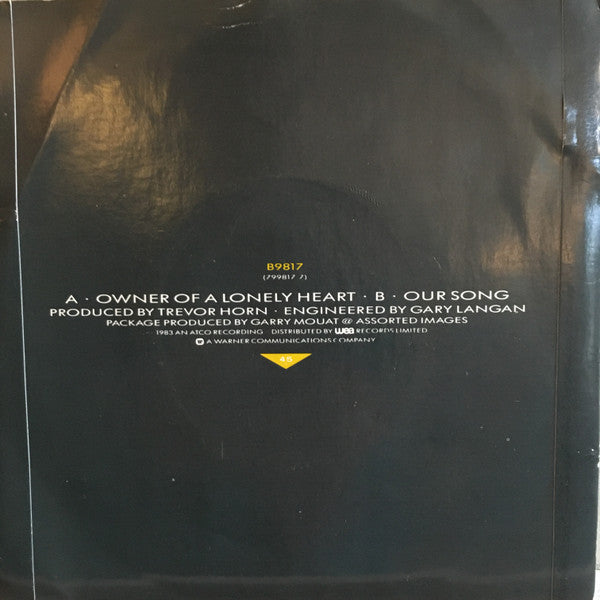 B9817
(799817 7)
A · OWNER OF A LONELY HEART · B · OUR SONG
PRODUCED BY TREVOR HORN · ENGINEERED BY GARY LANGAN
PACKAGE PRODUCED BY GARRY MOUAT @ ASSORTED IMAGES
1983 AN ATCO RECORDING DISTRIBUTED BY wea RECORDS LIMITED
A WARNER COMMUNICATIONS COMPANY
45